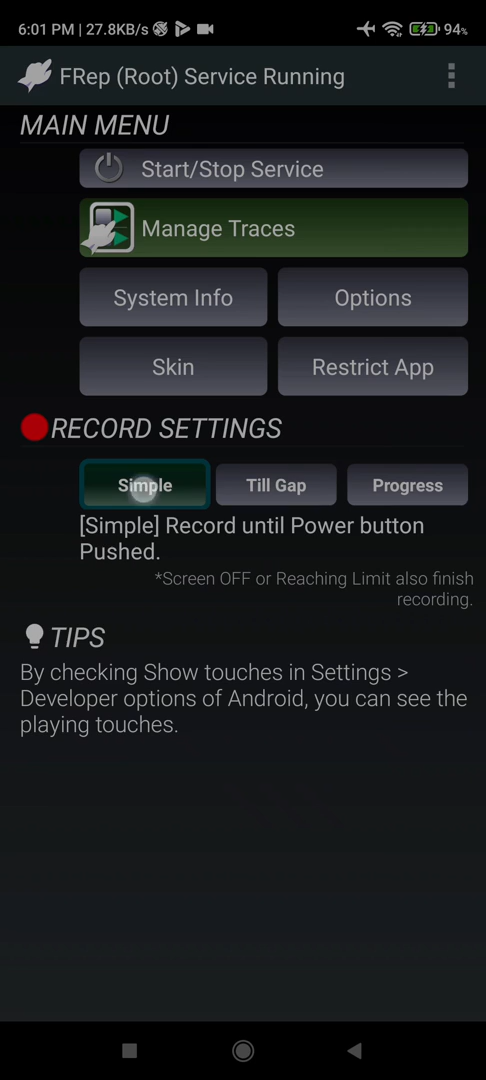 6:01 PM | 27.8KB/s 94%
FRep (Root) Service Running
MAIN MENU
Start/Stop Service
Manage Traces
System Info Options
Skin Restrict App
RECORD SETTINGS
Simple Till Gap Progress
[Simple] Record until Power button
Pushed.
*Screen OFF or Reaching Limit also finish
recording.
TIPS
By checking Show touches in Settings >
Developer options of Android, you can see the
playing touches.